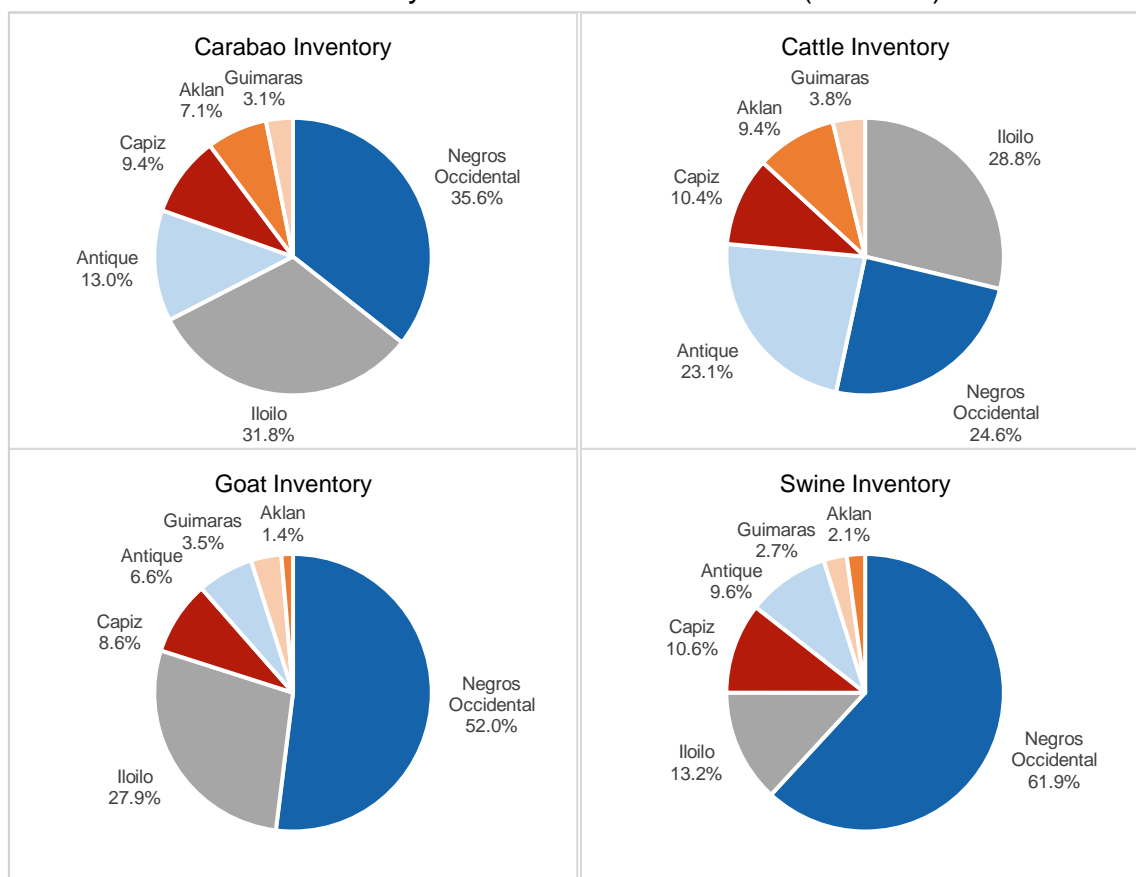 Carabao Inventory
Guimaras
3.1%
Aklan
7.1%
Capiz
9.4%
Antique
13.0%
Negros
Occidental
35.6%
Iloilo
31.8%
Cattle Inventory
Guimaras
3.8%
Aklan
9.4%
Capiz
10.4%
Antique
23.1%
Iloilo
28.8%
Negros
Occidental
24.6%
Goat Inventory
Aklan
1.4%
Guimaras
3.5%
Antique
6.6%
Capiz
8.6%
Iloilo
27.9%
Negros
Occidental
52.0%
Swine Inventory
Aklan
2.1%
Guimaras
2.7%
Antique
9.6%
Capiz
10.6%
Iloilo
13.2%
Negros
Occidental
61.9%